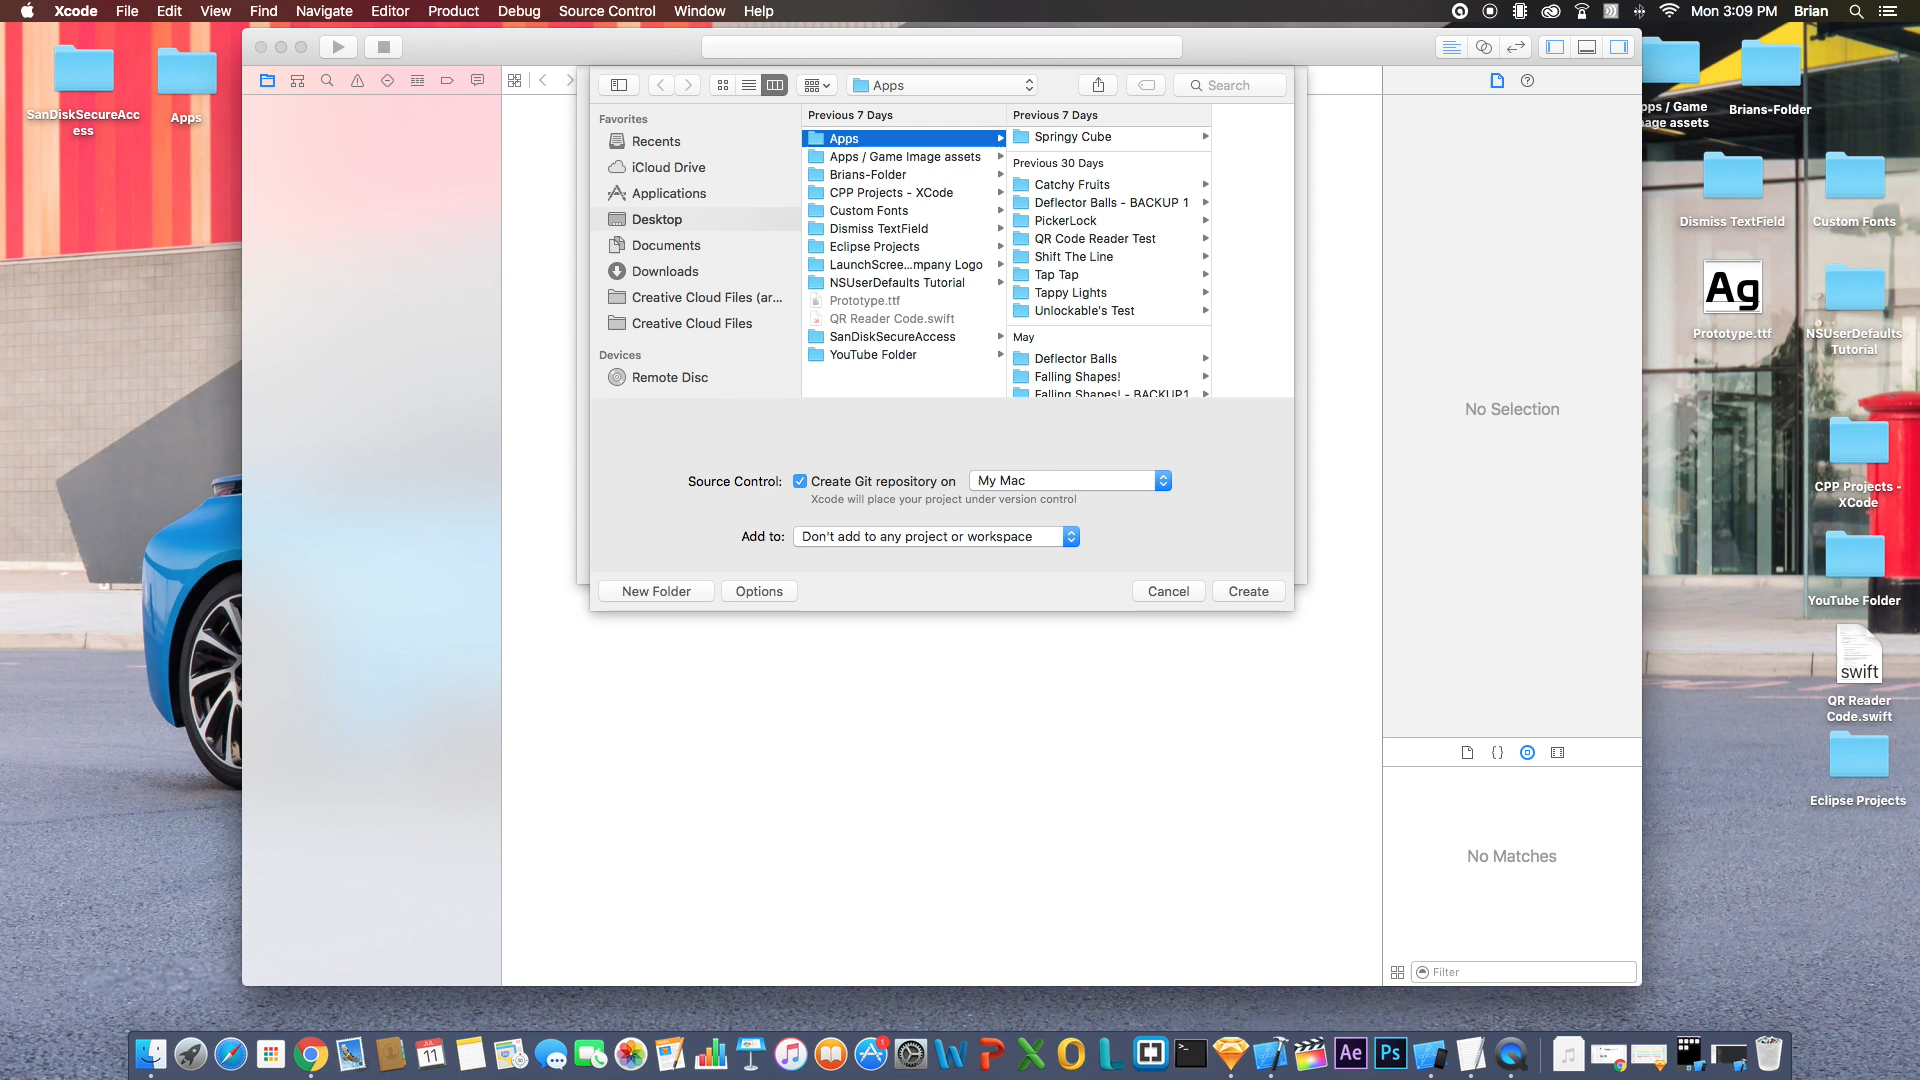 Xcode File Edit View Find Navigate Editor Product Debug Source Control Window Help
Mon 3:09 PM Brian
SanDiskSecureAcc
ess
Apps
Apps
Search
Favorites
Recents
iCloud Drive
Applications
Desktop
Documents
Downloads
Creative Cloud Files (ar...
Creative Cloud Files
Devices
Remote Disc
Previous 7 Days
Apps
Apps / Game Image assets
Brians-Folder
CPP Projects - XCode
Custom Fonts
Dismiss TextField
Eclipse Projects
LaunchScree...mpany Logo
NSUserDefaults Tutorial
Prototype.ttf
QR Reader Code.swift
SanDiskSecureAccess
YouTube Folder
Previous 7 Days
Springy Cube
Previous 30 Days
Catchy Fruits
Deflector Balls - BACKUP 1
PickerLock
QR Code Reader Test
Shift The Line
Tap Tap
Tappy Lights
Unlockable's Test
May
Deflector Balls
Falling Shapes!
Falling Shapes! - BACKUP1
Source Control: Create Git repository on My Mac
Xcode will place your project under version control
Add to: Don't add to any project or workspace
New Folder Options Cancel Create
No Selection
{}
No Matches
Filter
pps / Game
age assets
Brians-Folder
Dismiss TextField
Custom Fonts
Ag
Prototype.ttf
NSUserDefaults
Tutorial
CPP Projects -
XCode
YouTube Folder
swift
QR Reader
Code.swift
Eclipse Projects
JUL
11
1
Ae
Ps